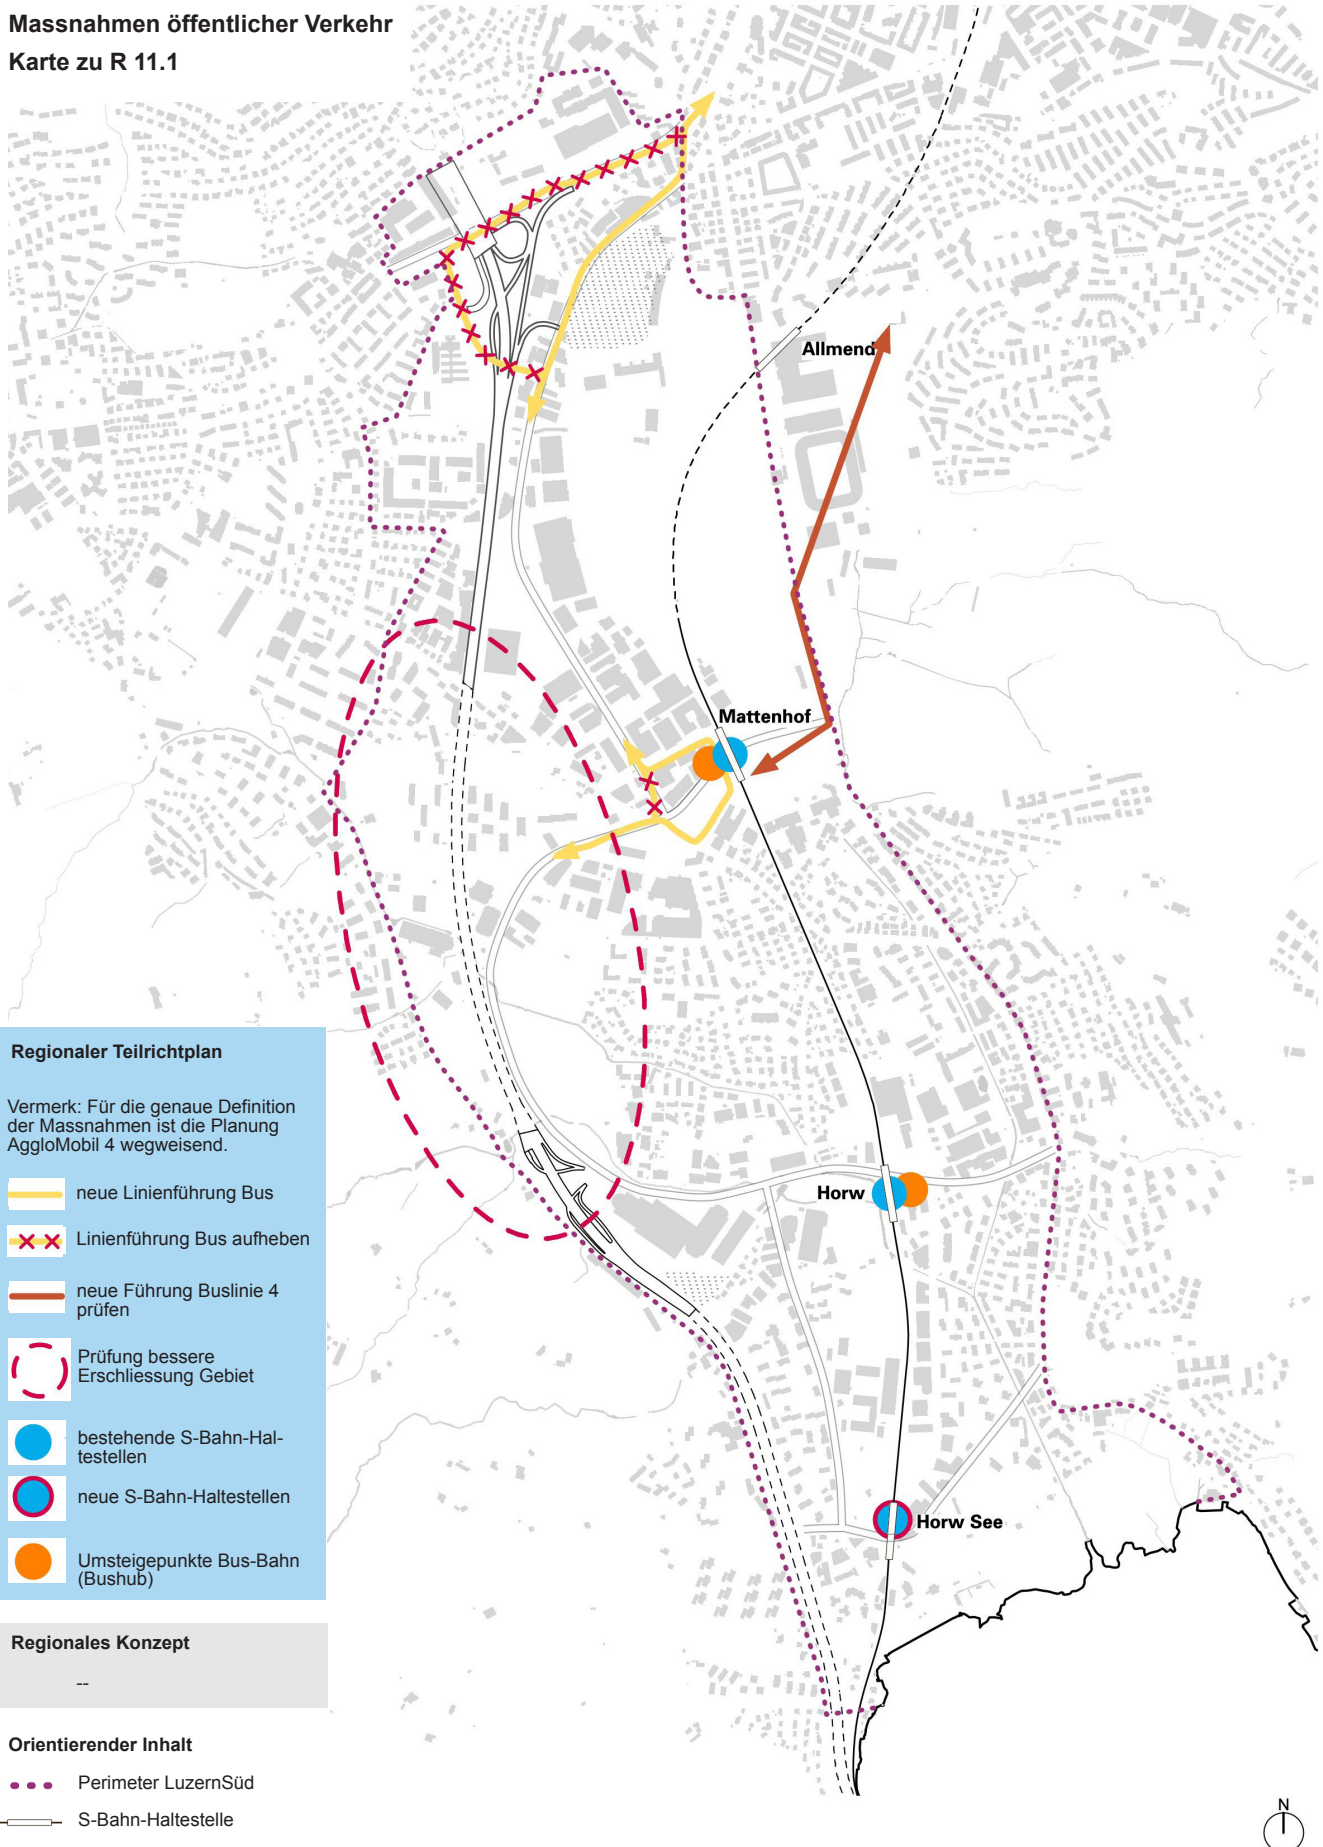 Massnahmen öffentlicher Verkehr
Karte zu R 11.1
Allmend
Mattenhof
Horw
Horw See
Regionaler Teilrichtplan
Vermerk: Für die genaue Definition
der Massnahmen ist die Planung
AggloMobil 4 wegweisend.
neue Linienführung Bus
Linienführung Bus aufheben
neue Führung Buslinie 4
prüfen
Prüfung bessere
Erschliessung Gebiet
bestehende S-Bahn-Hal-
testellen
neue S-Bahn-Haltestellen
Umsteigepunkte Bus-Bahn
(Bushub)
Regionales Konzept
--
Orientierender Inhalt
Perimeter LuzernSüd
S-Bahn-Haltestelle
N